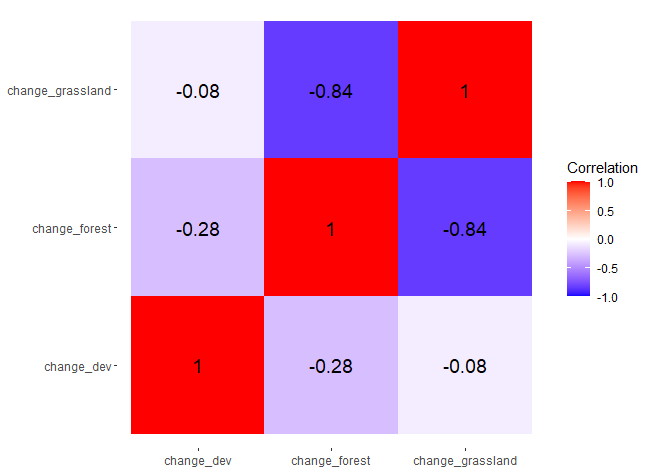 change_grassland
-0.08
-0.84
1
change_forest
-0.28
1
-0.84
change_dev
1
-0.28
-0.08
change_dev
change_forest
change_grassland
Correlation
1.0
0.5
0.0
-0.5
-1.0